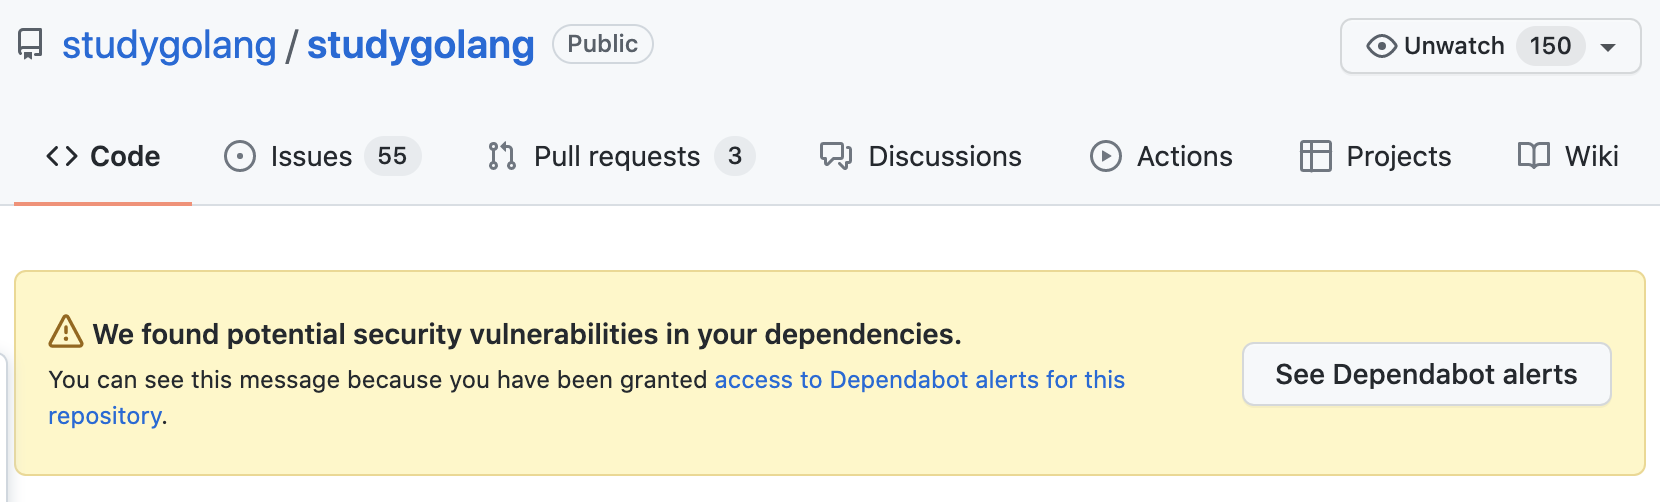 studygolang / studygolang Public Unwatch 150
Code Issues 55 Pull requests 3 Discussions Actions Projects Wiki
We found potential security vulnerabilities in your dependencies.
You can see this message because you have been granted access to Dependabot alerts for this
repository.
See Dependabot alerts